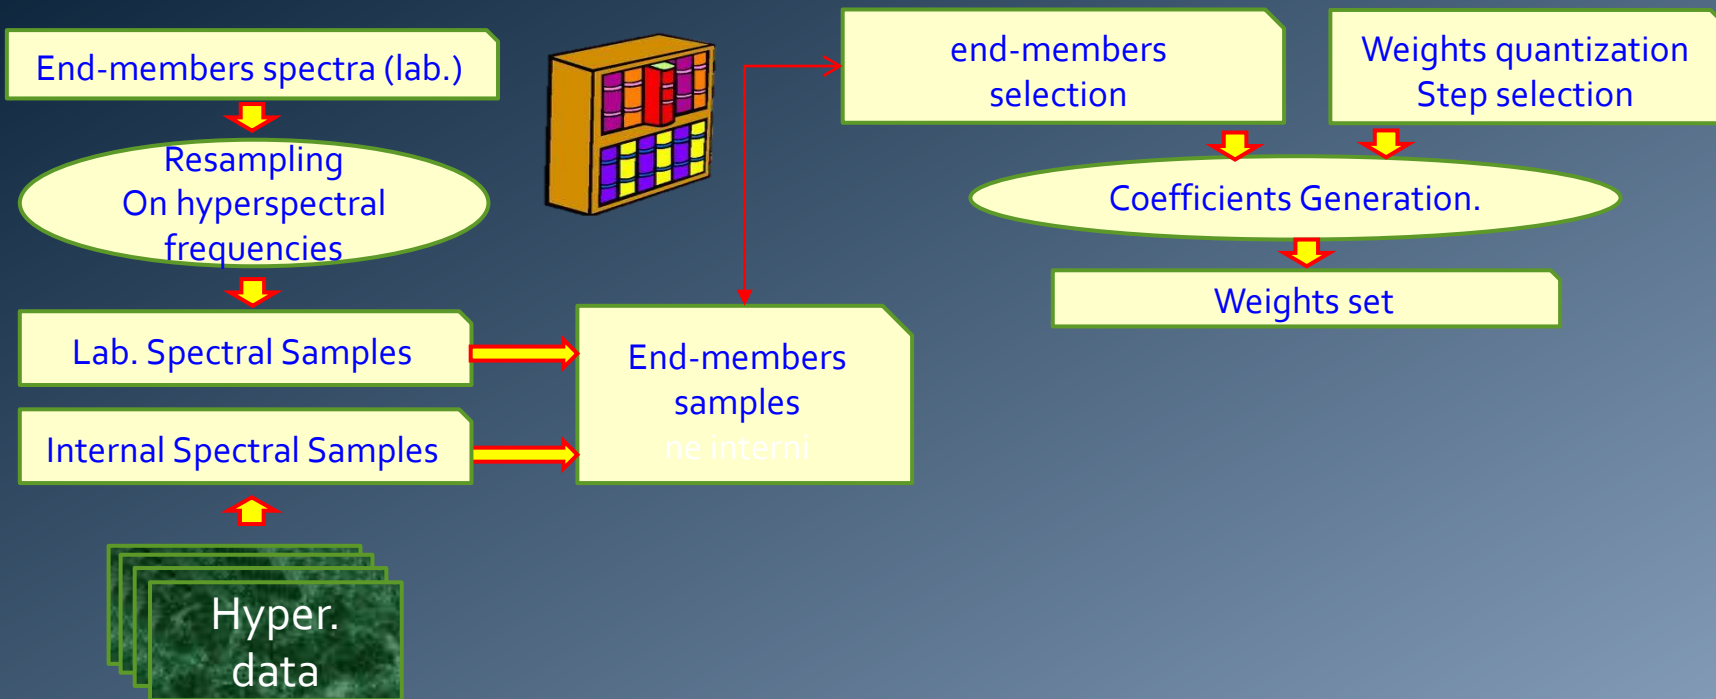 End-members spectra (lab.)
Resampling
On hyperspectral
frequencies
Lab. Spectral Samples
Internal Spectral Samples
Hyper.
data
End-members
samples
ne interni
end-members
selection
Weights quantization
Step selection
Coefficients Generation.
Weights set